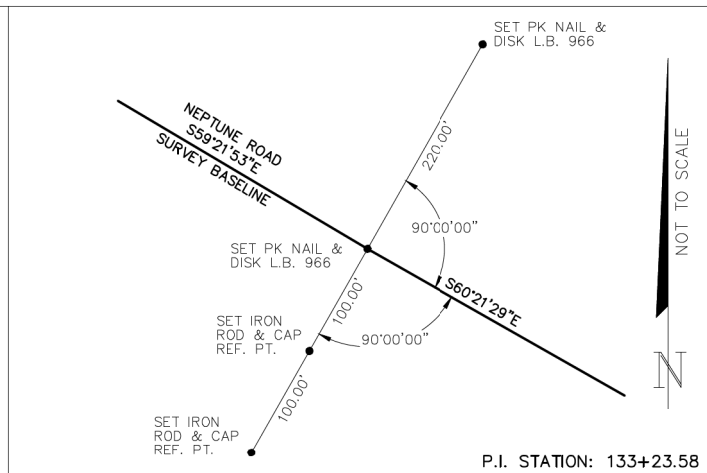 SET PK NAIL &
DISK L.B. 966
220.00'
NEPTUNE ROAD
S59°21'53"E
SURVEY BASELINE
NOT TO SCALE
90°00'00"
SET PK NAIL &
DISK L.B. 966
S60°21'29"E
100.00'
SET IRON
ROD & CAP
REF. PT.
90°00'00"
N
100.00'
SET IRON
ROD & CAP
REF. PT.
P.I. STATION: 133+23.58